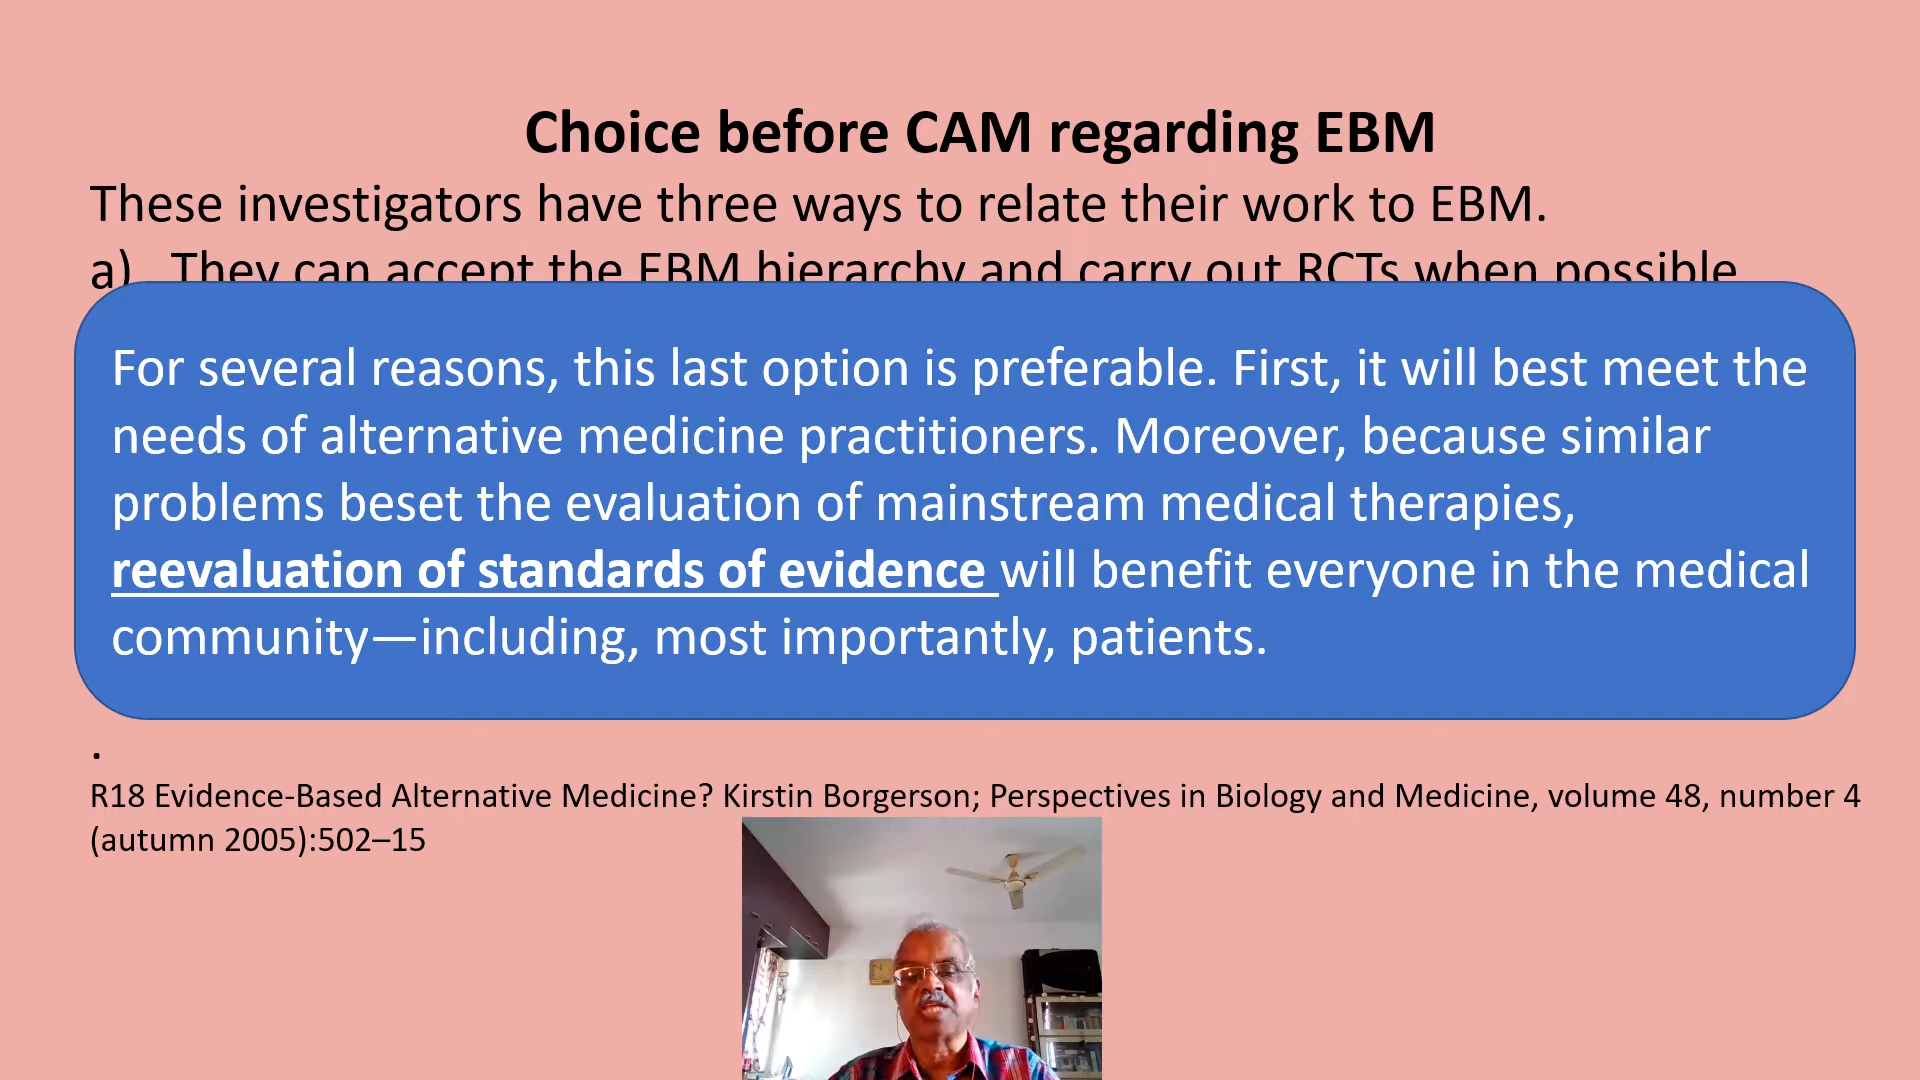 Choice before CAM regarding EBM
These investigators have three ways to relate their work to EBM.
a) They can accept the EBM hierarchy and carry out RCTs when possible
For several reasons, this last option is preferable. First, it will best meet the
needs of alternative medicine practitioners. Moreover, because similar
problems beset the evaluation of mainstream medical therapies,
reevaluation of standards of evidence will benefit everyone in the medical
community—including, most importantly, patients.
.
R18 Evidence-Based Alternative Medicine? Kirstin Borgerson; Perspectives in Biology and Medicine, volume 48, number 4
(autumn 2005):502–15